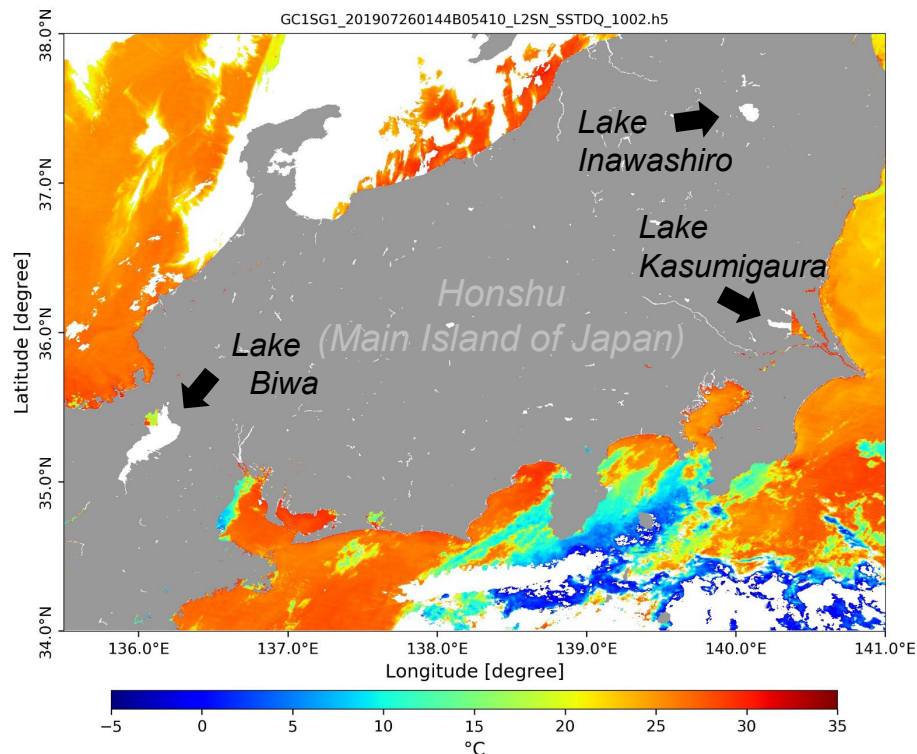 GC1SG1_201907260144B05410_L2SN_SSTDQ_1002.h5
38.0°N
37.0°N
36.0°N
35.0°N
34.0°N
Latitude [degree]
Lake
Inawashiro
Lake
Kasumigaura
Honshu
(Main Island of Japan)
Lake
Biwa
136.0°E 137.0°E 138.0°E 139.0°E 140.0°E 141.0°E
Longitude [degree]
−5 0 5 10 15 20 25 30 35
°C